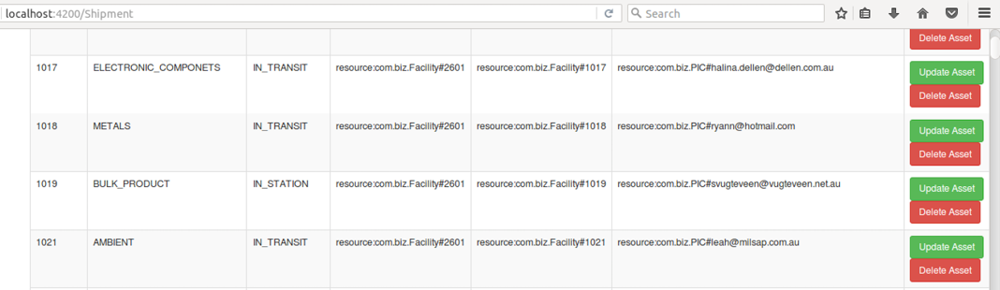 localhost:4200/Shipment
Search
Delete Asset
1017 ELECTRONIC_COMPONETS IN_TRANSIT resource:com.biz.Facility#2601 resource:com.biz.Facility#1017 resource:com.biz.PIC#halina.dellen@dellen.com.au Update Asset
Delete Asset
1018 METALS IN_TRANSIT resource:com.biz.Facility#2601 resource:com.biz.Facility#1018 resource:com.biz.PIC#ryann@hotmail.com Update Asset
Delete Asset
1019 BULK_PRODUCT IN_STATION resource:com.biz.Facility#2601 resource:com.biz.Facility#1019 resource:com.biz.PIC#svugteveen@vugteveen.net.au Update Asset
Delete Asset
1021 AMBIENT IN_TRANSIT resource:com.biz.Facility#2601 resource:com.biz.Facility#1021 resource:com.biz.PIC#leah@milsap.com.au Update Asset
Delete Asset